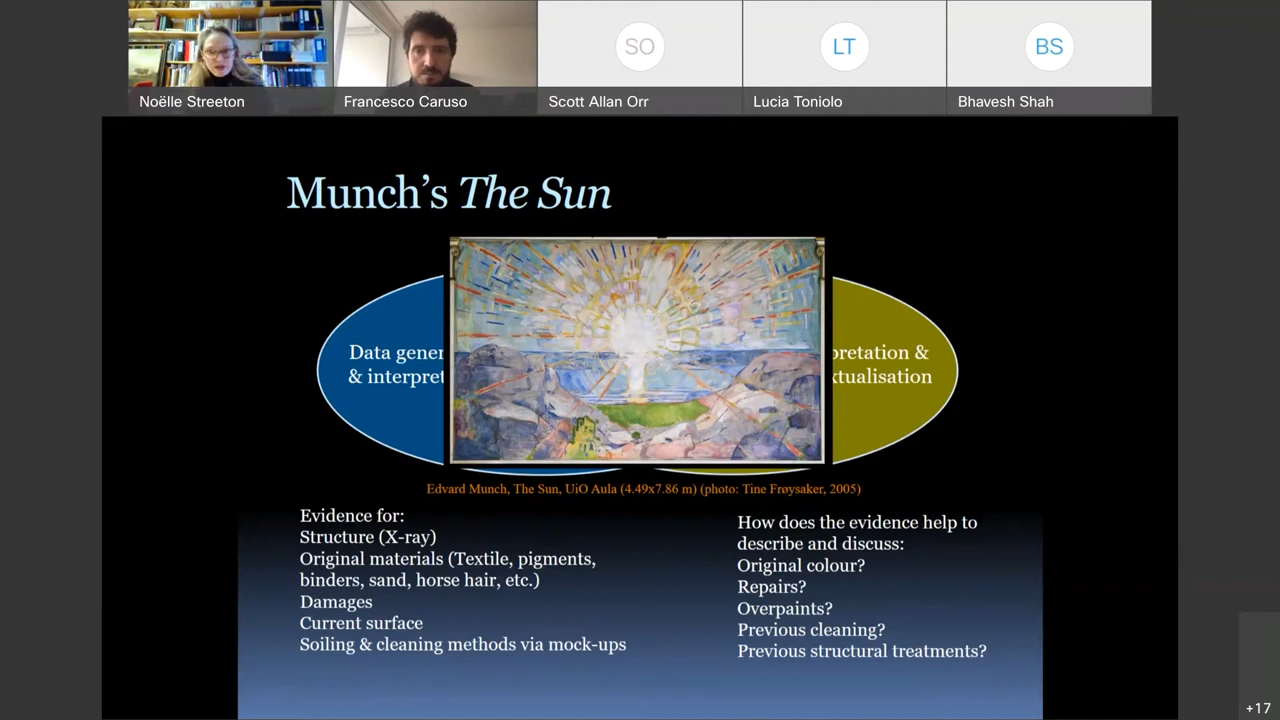 SO
LT
BS
Noëlle Streeton
Francesco Caruso
Scott Allan Orr
Lucia Toniolo
Bhavesh Shah
Munch's The Sun
Data gener
& interpret
pretation &
xtualisation
Edvard Munch, The Sun, UiO Aula (4.49x7.86 m) (photo: Tine Frøysaker, 2005)
Evidence for:
Structure (X-ray)
Original materials (Textile, pigments,
binders, sand, horse hair, etc.)
Damages
Current surface
Soiling & cleaning methods via mock-ups
How does the evidence help to
describe and discuss:
Original colour?
Repairs?
Overpaints?
Previous cleaning?
Previous structural treatments?
+17